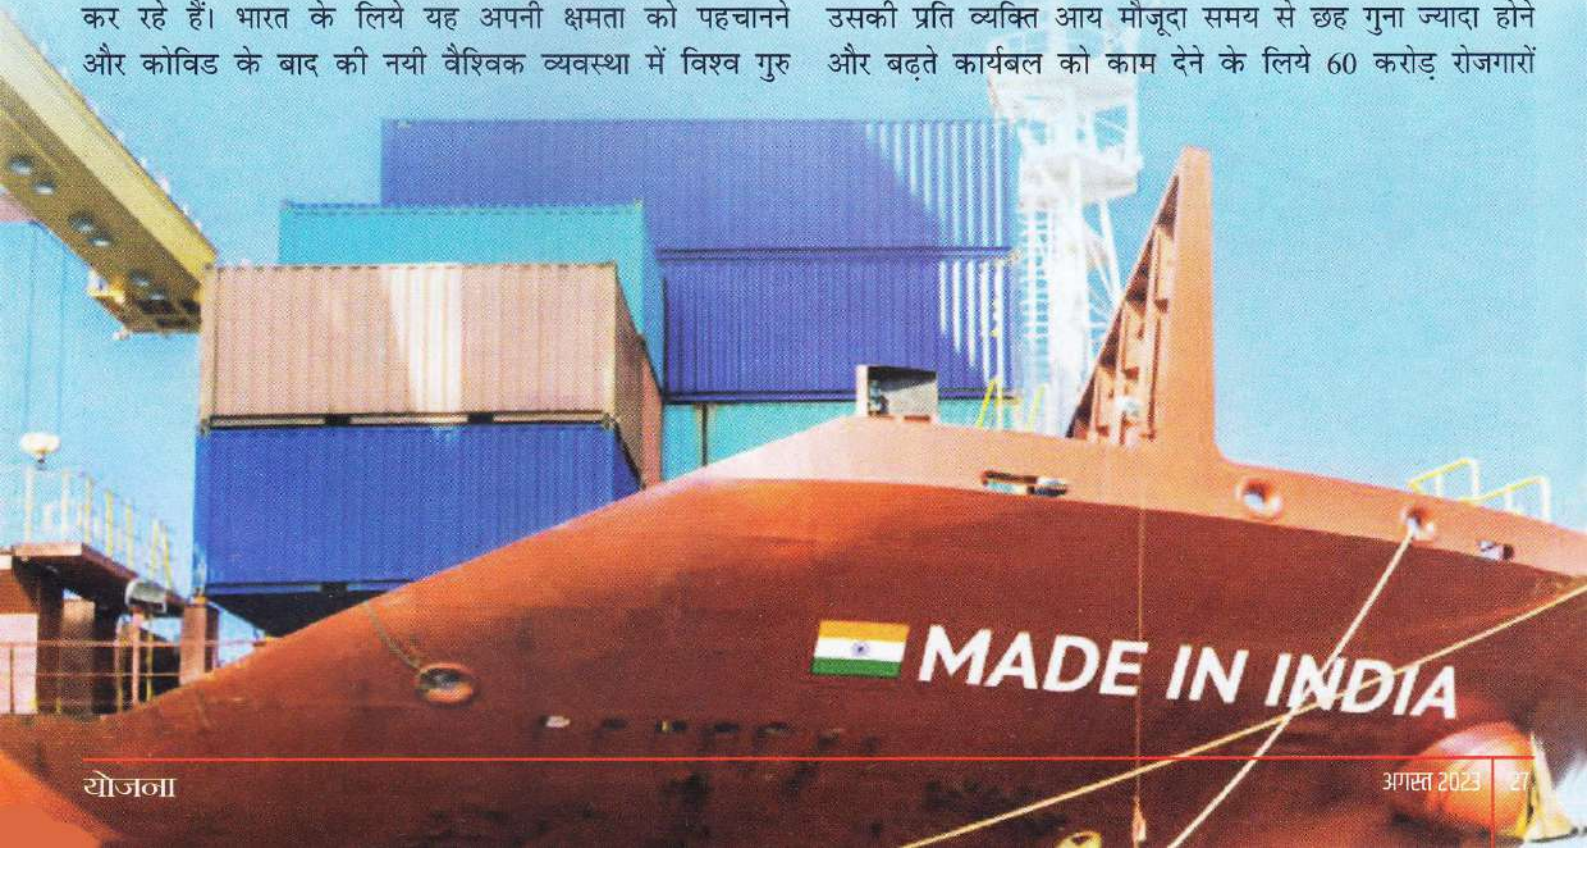 कर रहे हैं। भारत के लिये यह अपनी क्षमता को पहचानने
और कोविड के बाद की नयी वैश्विक व्यवस्था में विश्व गुरु
उसकी प्रति व्यक्ति आय मौजूदा समय से छह गुना ज्यादा होने
और बढ़ते कार्यबल को काम देने के लिये 60 करोड़ रोजगारों
MADE IN INDIA
योजना
अगस्त 2023
27